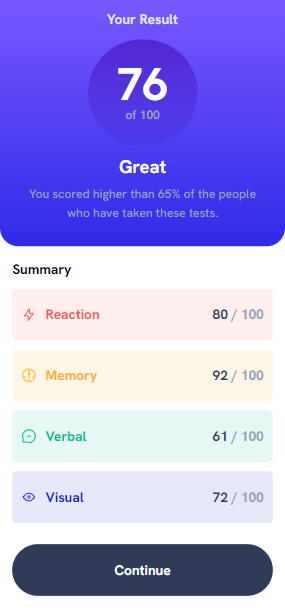 Your Result
76
of 100
Great
You scored higher than 65% of the people
who have taken these tests.
Summary
Reaction 80 / 100
Memory 92 / 100
Verbal 61 / 100
Visual 72 / 100
Continue